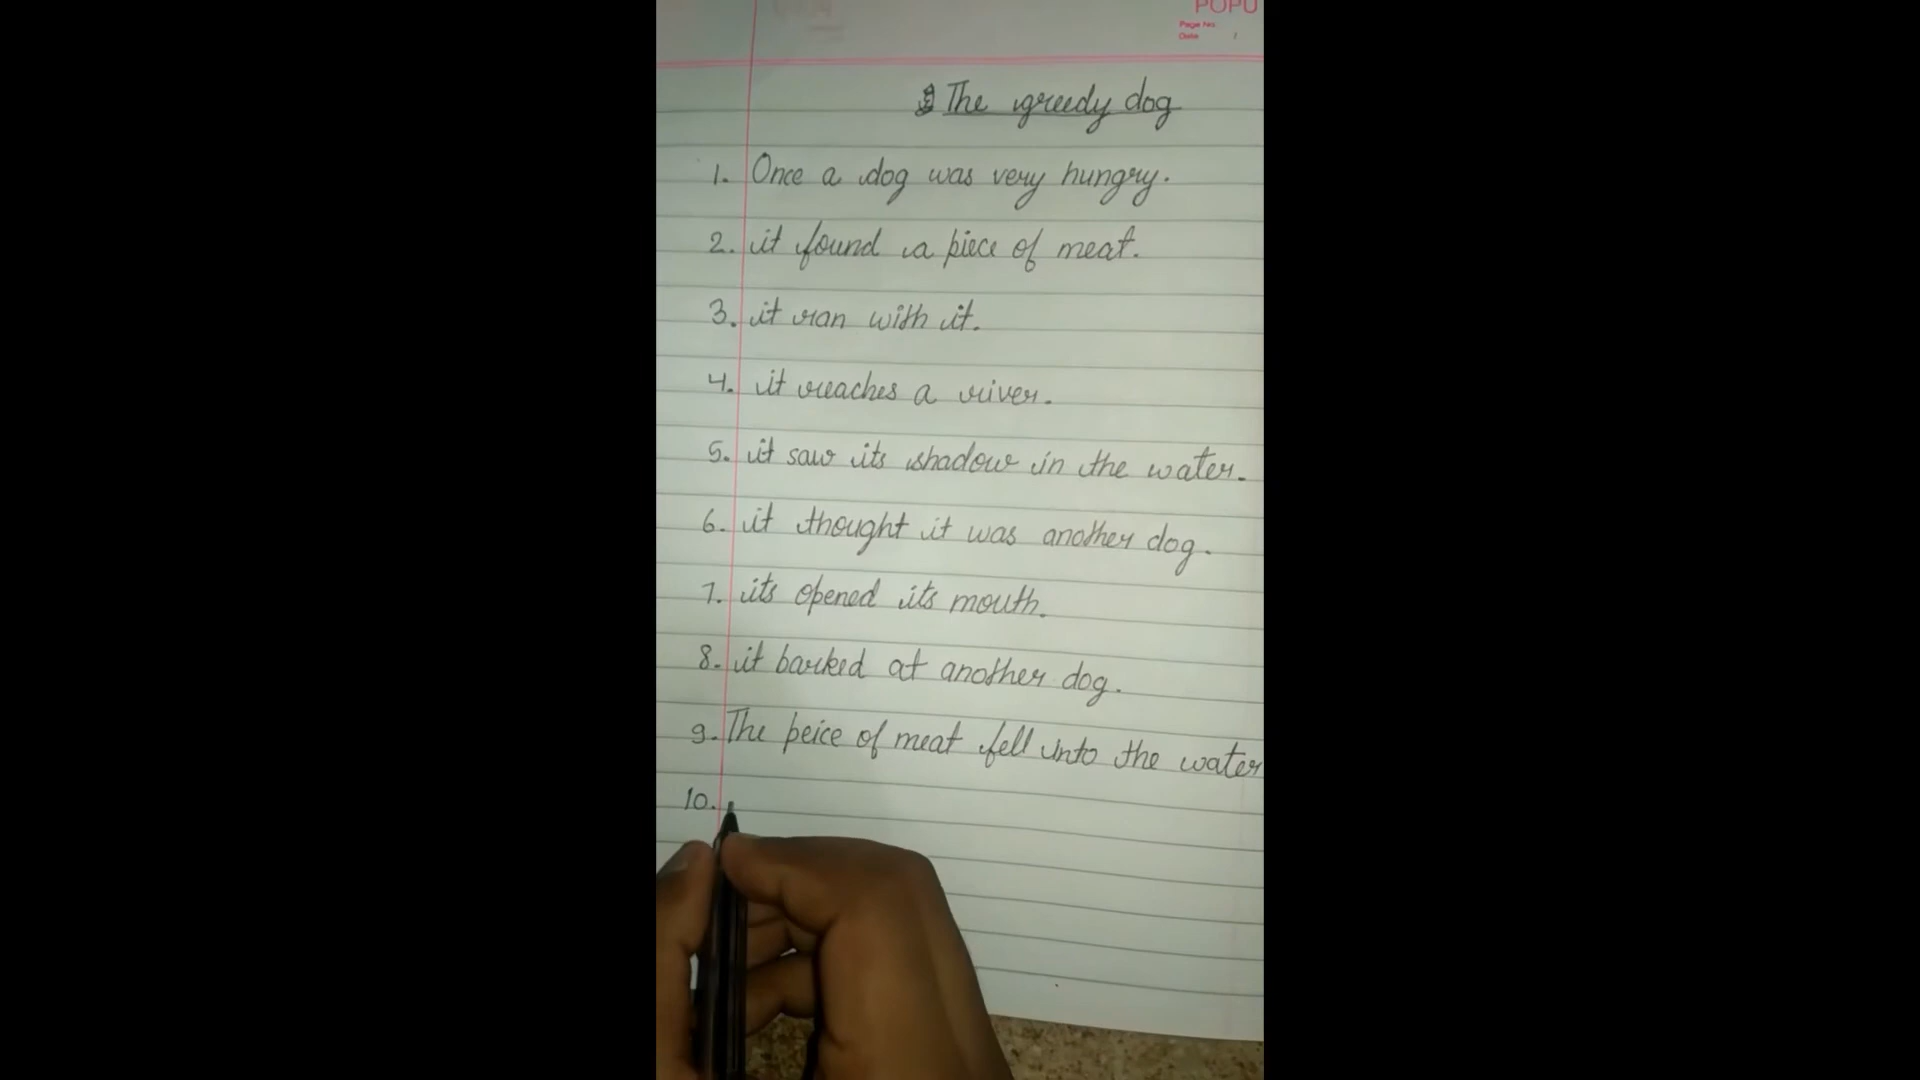 POPU
Page No.
Date /
The greedy dog
1. Once a dog was very hungry.
2. it found a piece of meat.
3. it ran with it.
4. it reaches a river.
5. it saw its shadow in the water.
6. it thought it was another dog.
7. its opened its mouth.
8. it barked at another dog.
9. The peice of meat fell into the water
10.